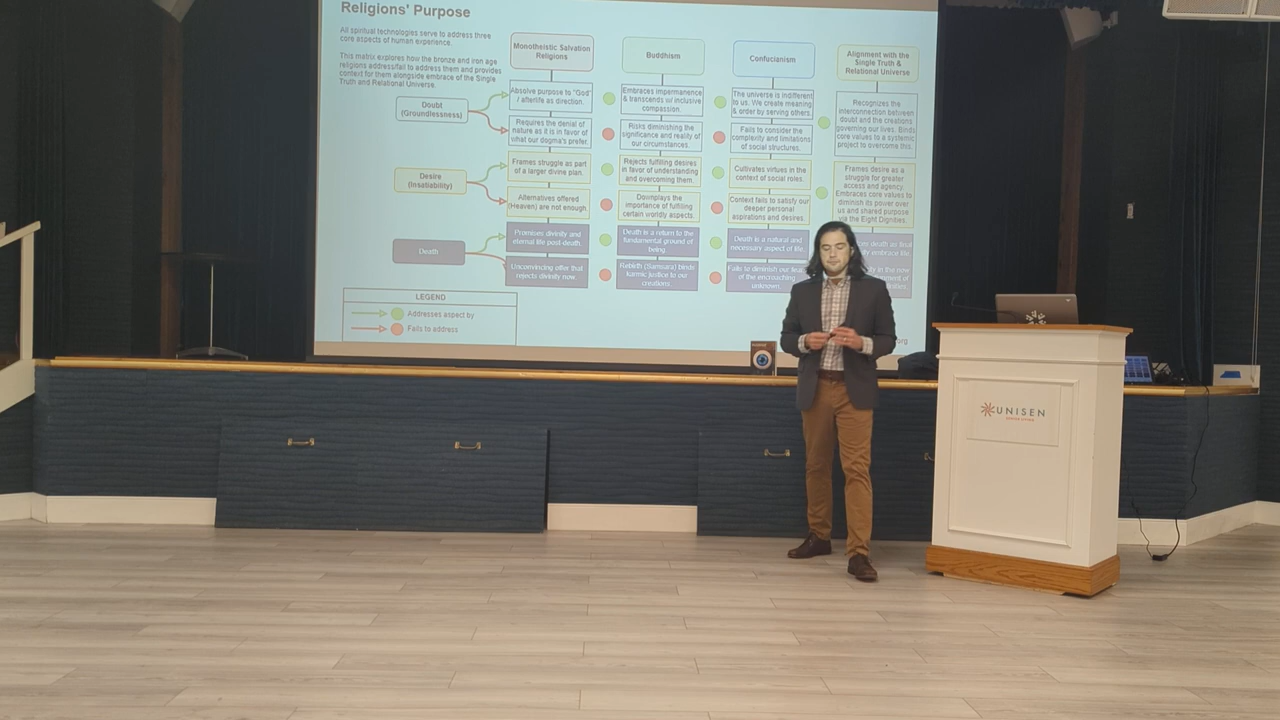 Religions' Purpose
All spiritual technologies serve to address three
core aspects of human experience.
This matrix explores how the bronze and iron age
religions address/fail to address them and provides
context for them alongside embrace of the Single
Truth and Relational Universe.
Monotheistic Salvation
Religions
Buddhism
Confucianism
Alignment with the
Single Truth &
Relational Universe
Doubt
(Groundlessness)
Absolve purpose to "God"
/ afterlife as direction.
Embraces impermanence
& transcends w/ inclusive
compassion.
The universe is indifferent
to us. We create meaning
& order by serving others.
Recognizes the
interconnection between
doubt and the creations
governing our lives. Binds
core values to a systemic
project to overcome this.
Requires the denial of
nature as it is in favor of
what our dogma's prefer.
Risks diminishing the
significance and reality of
our circumstances.
Fails to consider the
complexity and limitations
of social structures.
Desire
(Insatiability)
Frames struggle as part
of a larger divine plan.
Rejects fulfilling desires
in favor of understanding
and overcoming them.
Cultivates virtues in the
context of social roles.
Frames desire as a
struggle for greater
access and agency.
Embraces core values to
diminish its power over
us and shared purpose
via the Eight Dignities.
Alternatives offered
(Heaven) are not enough.
Downplays the
importance of fulfilling
certain worldly aspects.
Context fails to satisfy our
deeper personal
aspirations and desires.
Death
Promises divinity and
eternal life post-death.
Death is a return to the
fundamental ground of
being.
Death is a natural and
necessary aspect of life.
death as final
embrace life.
in the now
Unconvincing offer that
rejects divinity now.
Rebirth (Samsara) binds
karmic justice to our
creations.
Fails to diminish our
of the encroaching
unknown.
LEGEND
Addresses aspect by
Fails to address
org
UNISEN
SENIOR LIVING